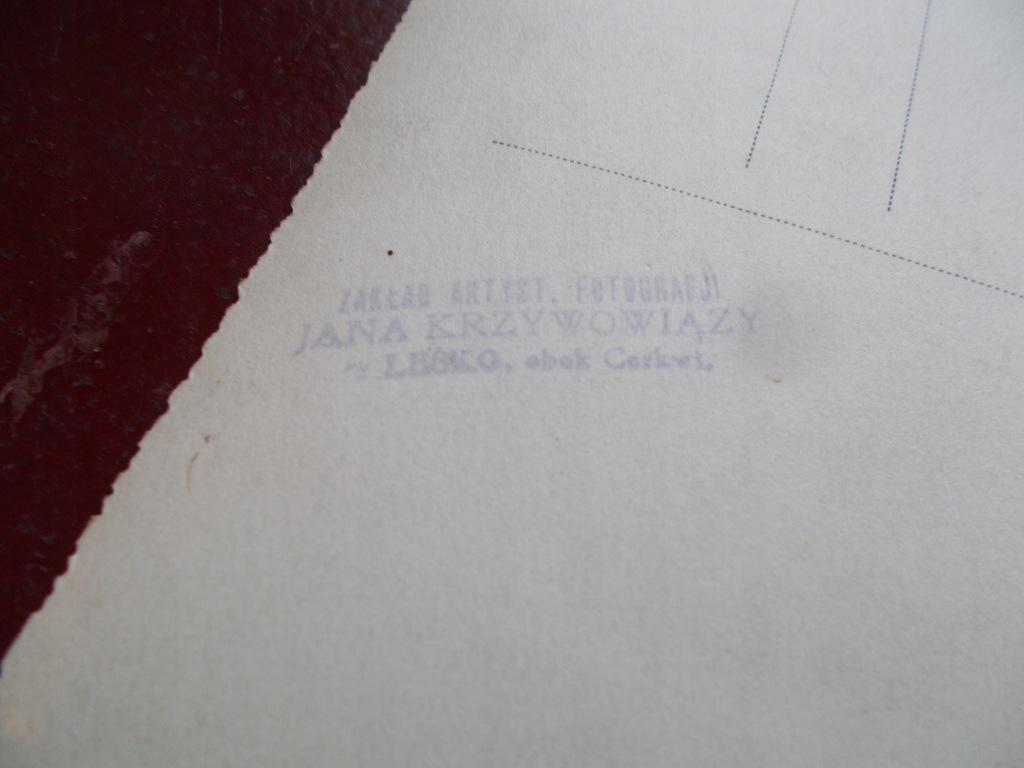 ZAKŁAD ARTYST. FOTOGRAFJI
JANA KRZYWOWIĄZY
LESKO, obok Cerkwi.